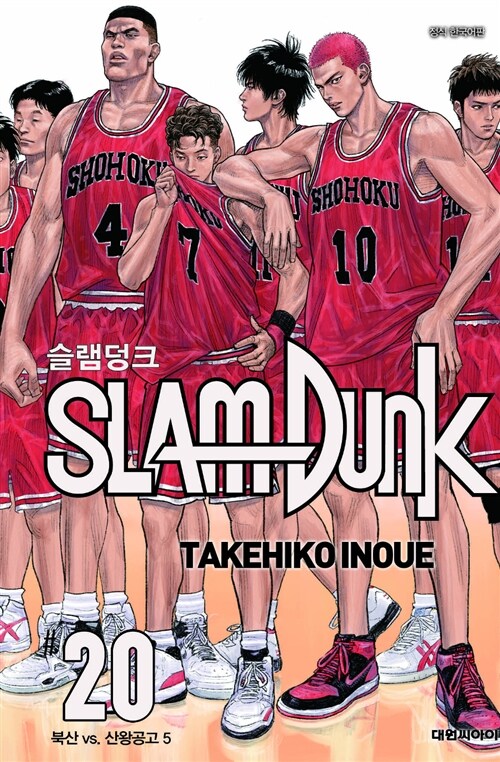 정식 한국어판
SHOHOKU
4
SHOHOKU
7
SHOHOKU
10
슬램덩크
SLAM DUNK
TAKEHIKO INOUE
#20
북산 vs. 산왕공고 5
대원씨아이